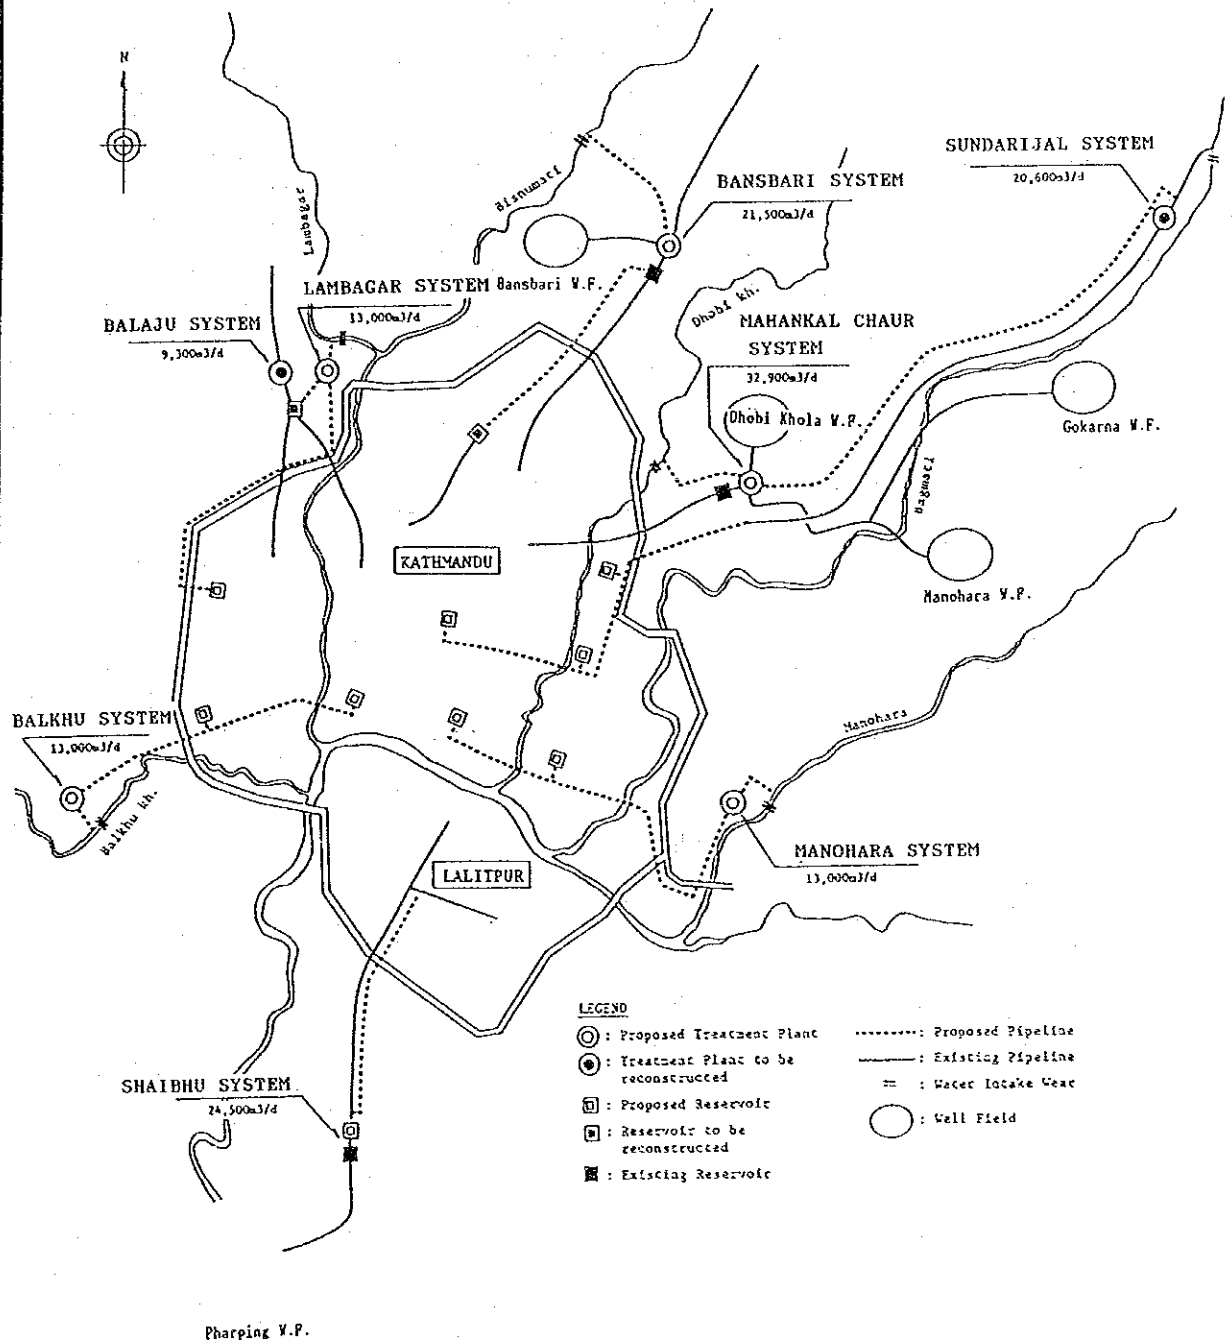 N
SUNDARIJAL SYSTEM
20,600m3/d
BANSBARI SYSTEM
21,500m3/d
Bisnumati
Lambagar
LAMBAGAR SYSTEM
13,000m3/d
Bansbari W.F.
Dhobi kh.
BALAJU SYSTEM
9,300m3/d
MAHANKAL CHAUR
SYSTEM
32,900m3/d
Dhobi Khola W.F.
Gokarna W.F.
Bagmati
KATHMANDU
Manohara W.F.
BALKHU SYSTEM
13,000m3/d
Manohara
Balkhu kh.
MANOHARA SYSTEM
13,000m3/d
LALITPUR
LEGEND
: Proposed Treatment Plant
: Treatment Plant to be
reconstructed
: Proposed Reservoir
: Reservoir to be
reconstructed
: Existing Reservoir
: Proposed Pipeline
: Existing Pipeline
: Water Intake Wear
: Well Field
SHAIBHU SYSTEM
24,500m3/d
Pharping W.F.